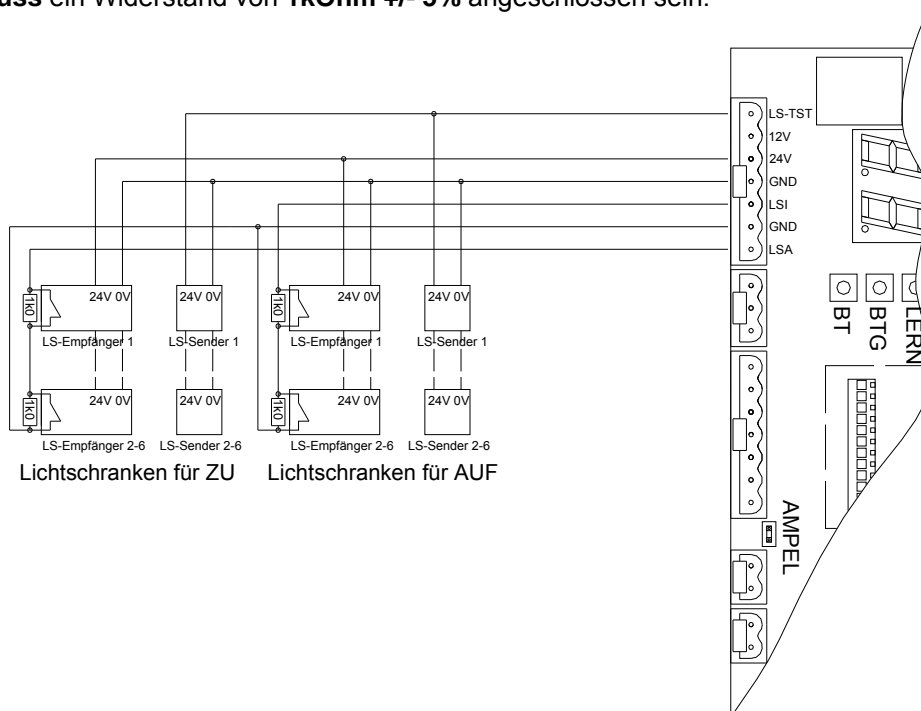 uss ein Widerstand von 1kOhm +/- 5% angeschlossen sein.
LS-TST
12V
24V
GND
LSI
GND
LSA
BT
BTG
LERN
AMPEL
1k0
24V 0V
LS-Empfänger 1
24V 0V
LS-Sender 1
1k0
24V 0V
LS-Empfänger 1
24V 0V
LS-Sender 1
1k0
24V 0V
LS-Empfänger 2-6
24V 0V
LS-Sender 2-6
1k0
24V 0V
LS-Empfänger 2-6
24V 0V
LS-Sender 2-6
Lichtschranken für ZU
Lichtschranken für AUF